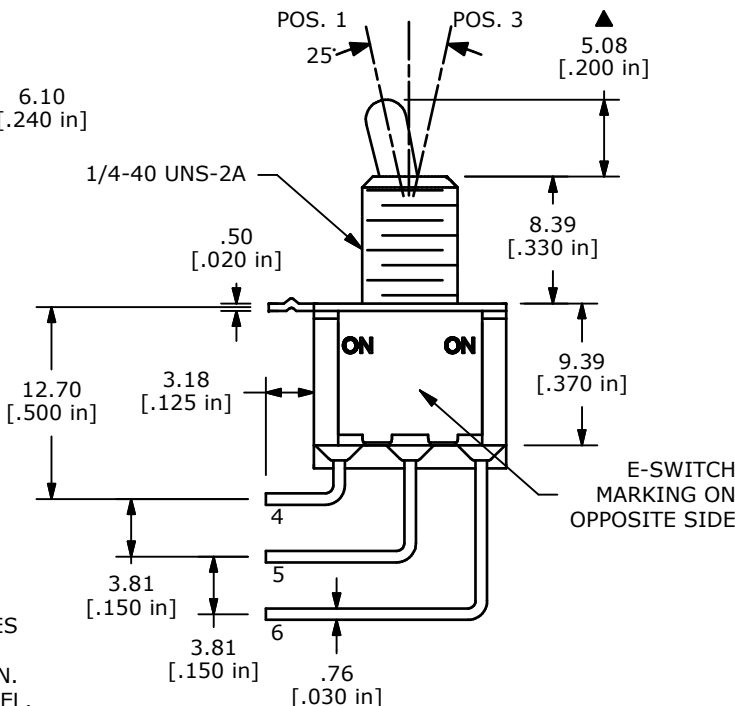 POS. 1
POS. 3
25°
▲
5.08
[.200 in]
6.10
[.240 in]
1/4-40 UNS-2A
8.39
[.330 in]
.50
[.020 in]
ON
ON
9.39
[.370 in]
3.18
[.125 in]
12.70
[.500 in]
E-SWITCH
MARKING ON
OPPOSITE SIDE
4
5
6
3.81
[.150 in]
3.81
[.150 in]
.76
[.030 in]
ES
N.
EL.